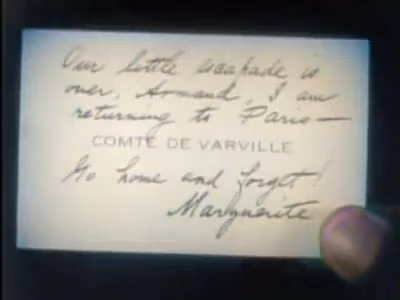 Our little escapade is
over, Armand, I am
returning to Paris—
COMTE DE VARVILLE
Go home and forget!
Marguerite